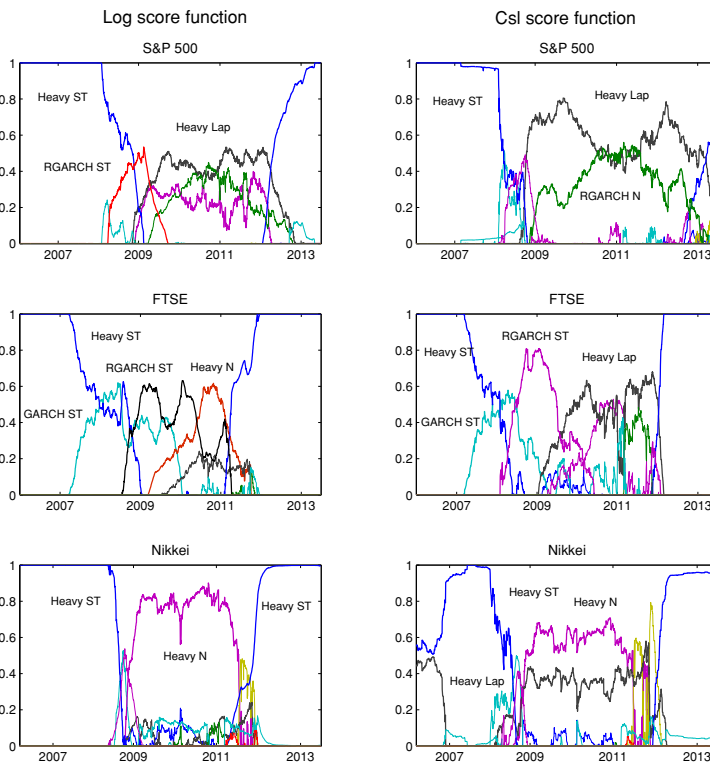 Log score function
Csl score function
S&P 500
S&P 500
1
0.8
0.6
0.4
0.2
0
Heavy ST
Heavy Lap
RGARCH ST
2007
2009
2011
2013
1
0.8
0.6
0.4
0.2
0
Heavy ST
Heavy Lap
RGARCH N
2007
2009
2011
2013
FTSE
FTSE
1
0.8
0.6
0.4
0.2
0
Heavy ST
RGARCH ST
Heavy N
GARCH ST
2007
2009
2011
2013
1
0.8
0.6
0.4
0.2
0
RGARCH ST
Heavy ST
Heavy Lap
GARCH ST
2007
2009
2011
2013
Nikkei
Nikkei
1
0.8
0.6
0.4
0.2
0
Heavy ST
Heavy ST
Heavy N
2007
2009
2011
2013
1
0.8
0.6
0.4
0.2
0
Heavy ST
Heavy N
Heavy Lap
2007
2009
2011
2013